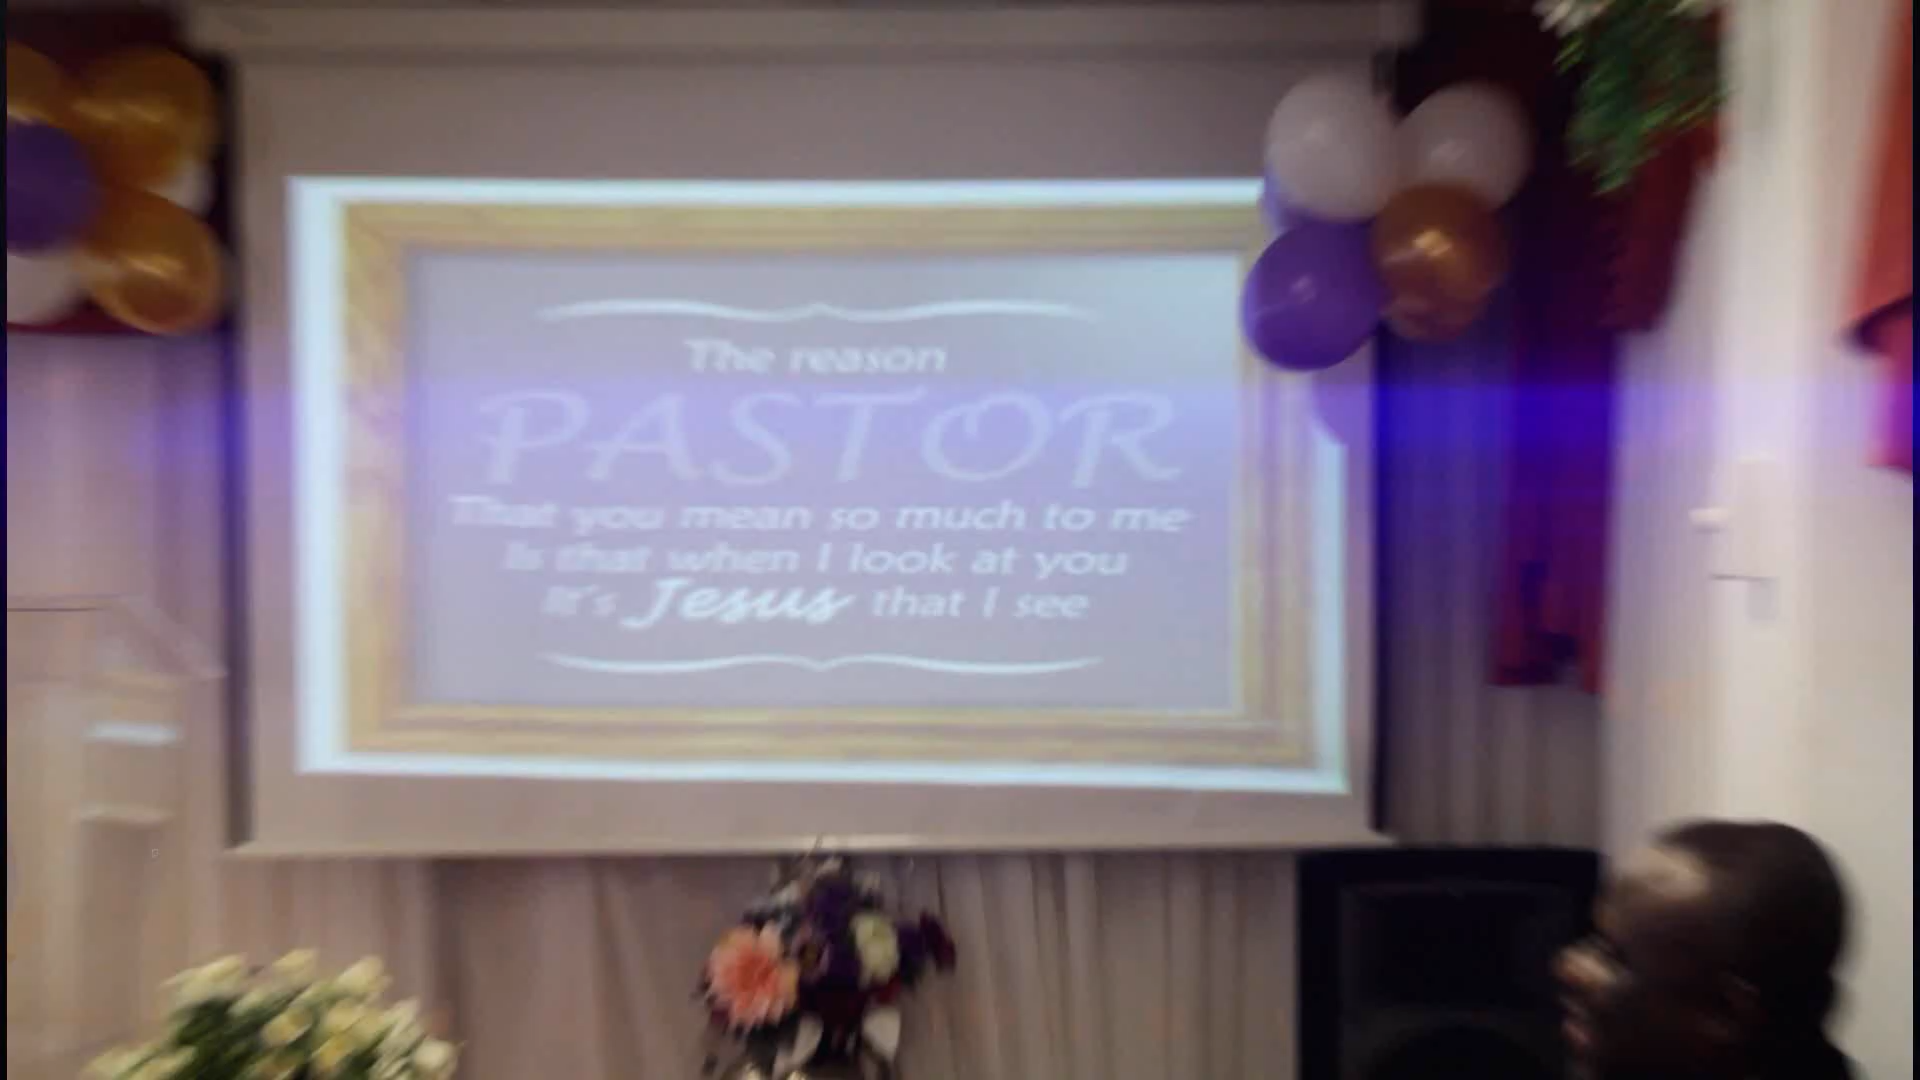 The reason
PASTOR
That you mean so much to me
Is that when I look at you
It's Jesus that I see